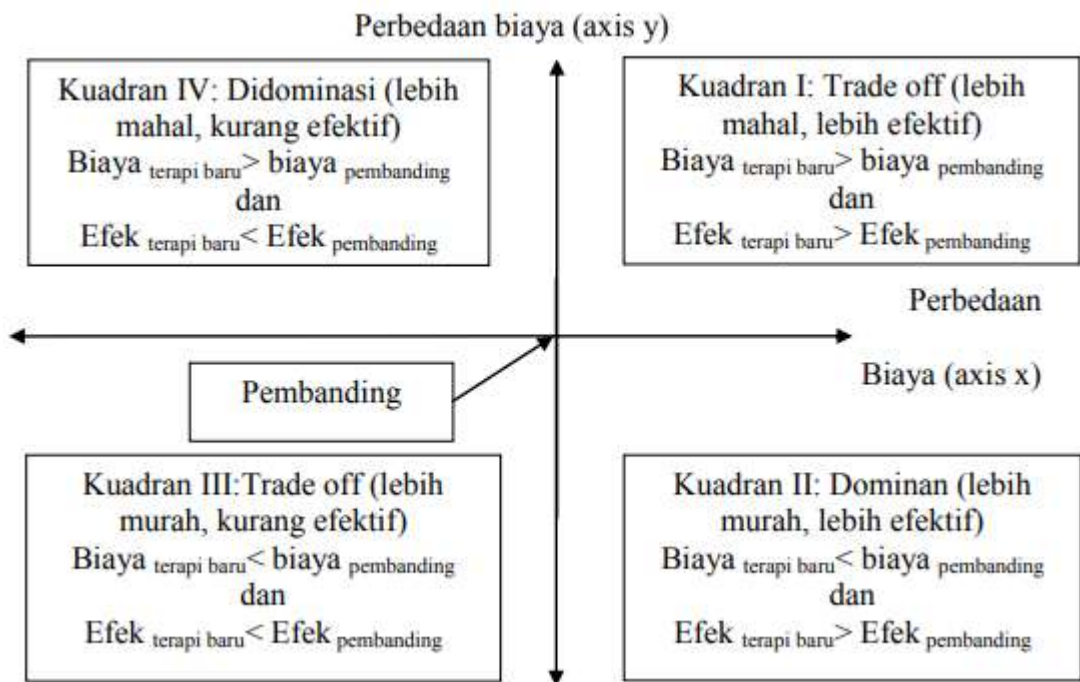 Perbedaan biaya (axis y)
Kuadran IV: Didominasi (lebih
mahal, kurang efektif)
Biaya terapi baru> biaya pembanding
dan
Efek terapi baru< Efek pembanding
Kuadran I: Trade off (lebih
mahal, lebih efektif)
Biaya terapi baru> biaya pembanding
dan
Efek terapi baru> Efek pembanding
Perbedaan
Biaya (axis x)
Pembanding
Kuadran III:Trade off (lebih
murah, kurang efektif)
Biaya terapi baru< biaya pembanding
dan
Efek terapi baru< Efek pembanding
Kuadran II: Dominan (lebih
murah, lebih efektif)
Biaya terapi baru< biaya pembanding
dan
Efek terapi baru> Efek pembanding